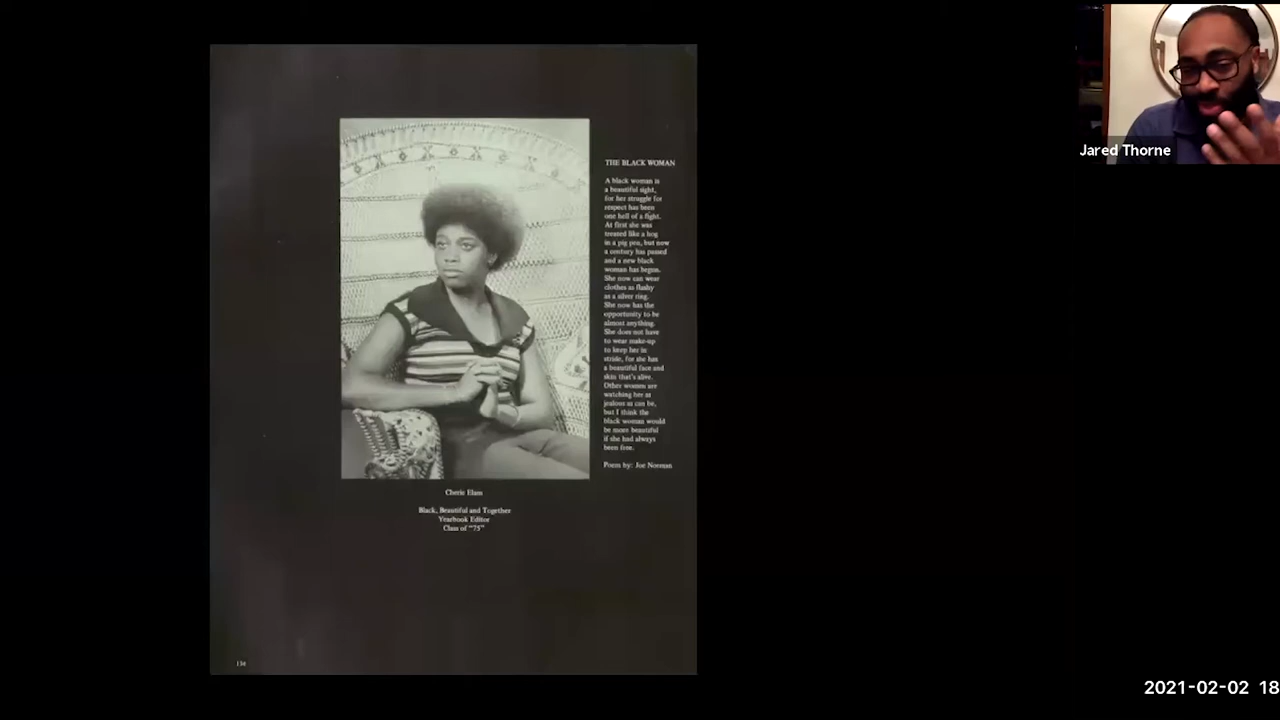 Jared Thorne
THE BLACK WOMAN
A black woman is
a beautiful sight,
for her struggle for
respect has been
one hell of a fight.
At first she was
treated like a hog
in a pig pen, but now
a century has passed
and a new black
woman has begun.
She now can wear
clothes as flashy
as a silver ring.
She now has the
opportunity to be
almost anything.
She does not have
to wear make-up
to keep her in
stride, for she has
a beautiful face and
skin that's alive.
Other women are
watching her as
jealous as can be,
but I think the
black woman would
be more beautiful
if she had always
been free.
Poem by: Joe Norman
Cherie Elam
Black, Beautiful and Together
Yearbook Editor
Class of "75"
134
2021-02-02 18